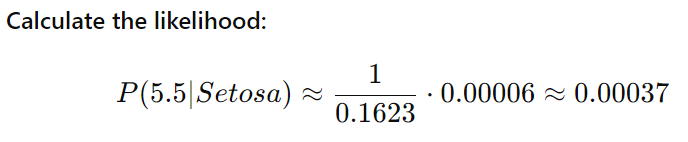 Calculate the likelihood:
P(5.5|Setosa) ≈ 1/0.1623 · 0.00006 ≈ 0.00037